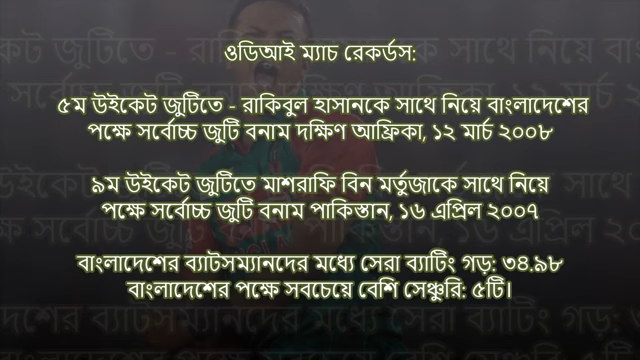 ওডিআই ম্যাচ রেকর্ডস:
৫ম উইকেট জুটিতে - রাকিবুল হাসানকে সাথে নিয়ে বাংলাদেশের
পক্ষে সর্বোচ্চ জুটি বনাম দক্ষিণ আফ্রিকা, ১২ মার্চ ২০০৮
৯ম উইকেট জুটিতে মাশরাফি বিন মর্তুজাকে সাথে নিয়ে
পক্ষে সর্বোচ্চ জুটি বনাম পাকিস্তান, ১৬ এপ্রিল ২০০৭
বাংলাদেশের ব্যাটসম্যানদের মধ্যে সেরা ব্যাটিং গড়: ৩৪.৯৮
বাংলাদেশের পক্ষে সবচেয়ে বেশি সেঞ্চুরি: ৫টি।